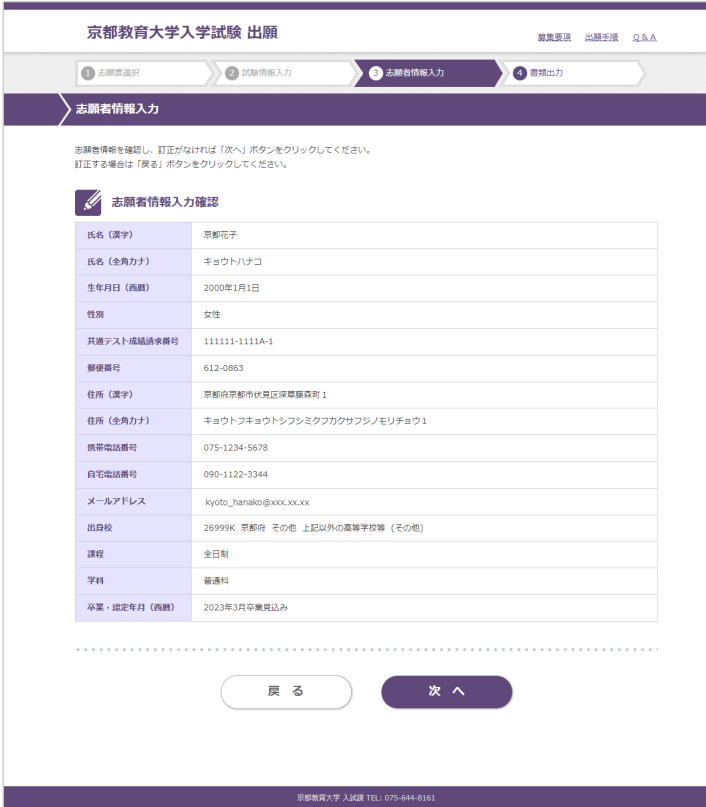 京都教育大学入学試験 出願
募集要項 出願手順 Q & A
1 志願票選択 2 試験情報入力 3 志願者情報入力 4 書類出力
志願者情報入力
志願者情報を確認し、訂正がなければ「次へ」ボタンをクリックしてください。
訂正する場合は「戻る」ボタンをクリックしてください。
志願者情報入力確認
氏名（漢字） 京都花子
氏名（全角カナ） キョウトハナコ
生年月日（西暦） 2000年1月1日
性別 女性
共通テスト成績請求番号 111111-1111A-1
郵便番号 612-0863
住所（漢字） 京都府京都市伏見区深草藤森町１
住所（全角カナ） キョウトフキョウトシフシミクフカクサフジノモリチョウ１
携帯電話番号 075-1234-5678
自宅電話番号 090-1122-3344
メールアドレス kyoto_hanako@xxx.xx.xx
出身校 26999K 京都府 その他 上記以外の高等学校等 (その他)
課程 全日制
学科 普通科
卒業・認定年月（西暦） 2023年3月卒業見込み
戻 る 次 へ
京都教育大学 入試課 TEL: 075-644-8161